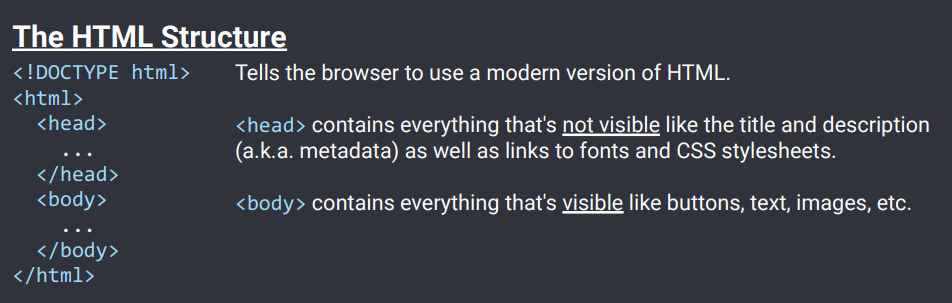 The HTML Structure
<!DOCTYPE html> Tells the browser to use a modern version of HTML.
<html>
<head> <head> contains everything that's not visible like the title and description
... (a.k.a. metadata) as well as links to fonts and CSS stylesheets.
</head>
<body> <body> contains everything that's visible like buttons, text, images, etc.
...
</body>
</html>